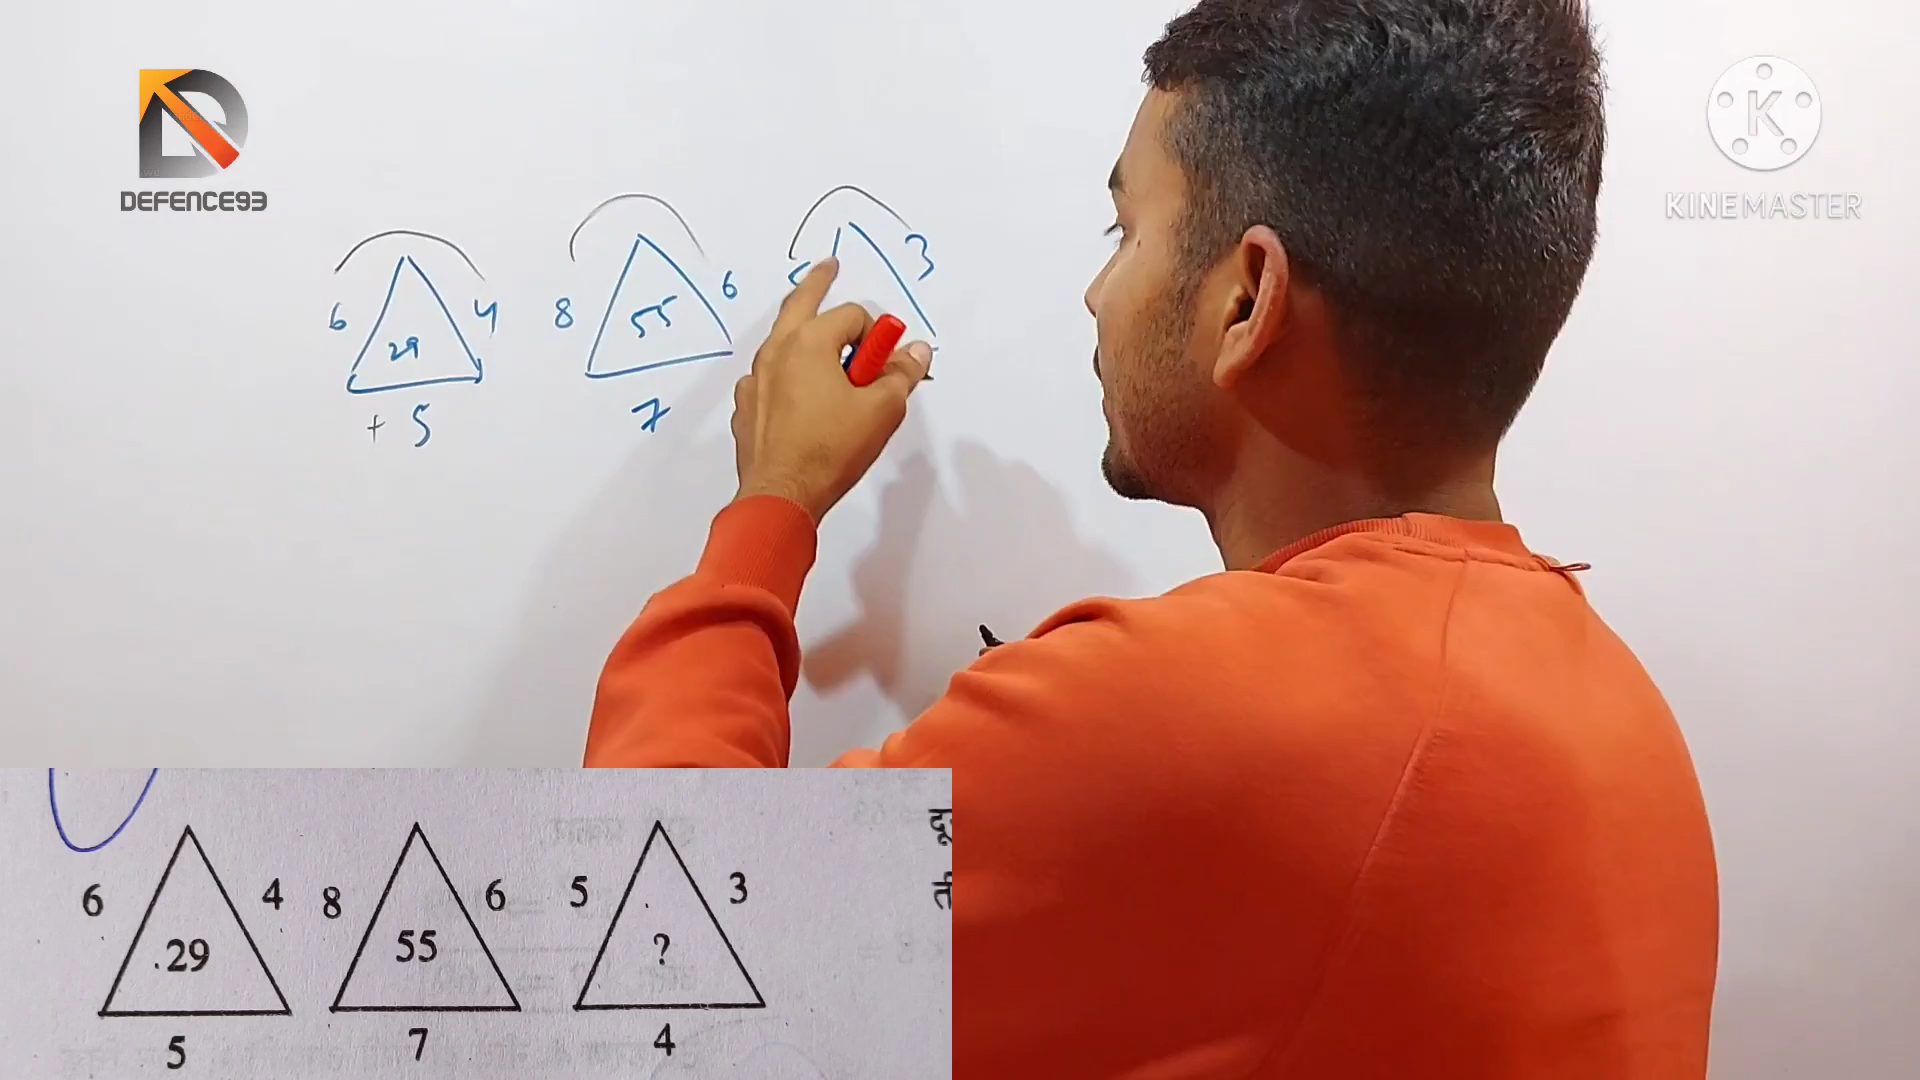 DEFENCE93
K
KINEMASTER
6 29 4
+ 5
8 55 6
7
3
6 .29 4
5
8 55 6
7
5 ? 3
4